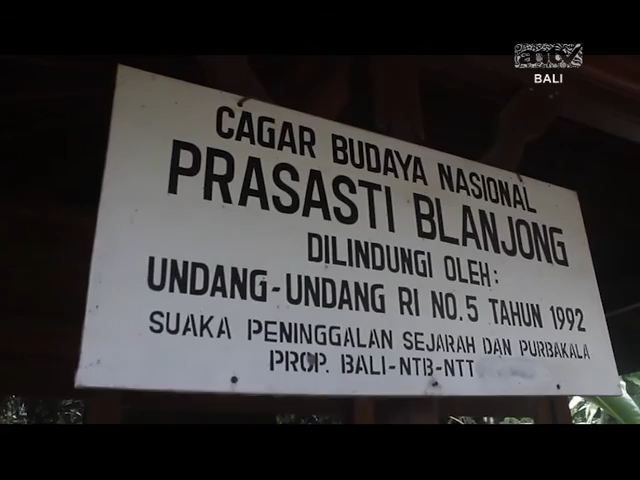 antv
BALI
CAGAR BUDAYA NASIONAL
PRASASTI BLANJONG
DILINDUNGI OLEH:
UNDANG-UNDANG RI NO.5 TAHUN 1992
SUAKA PENINGGALAN SEJARAH DAN PURBAKALA
PROP. BALI-NTB-NTT